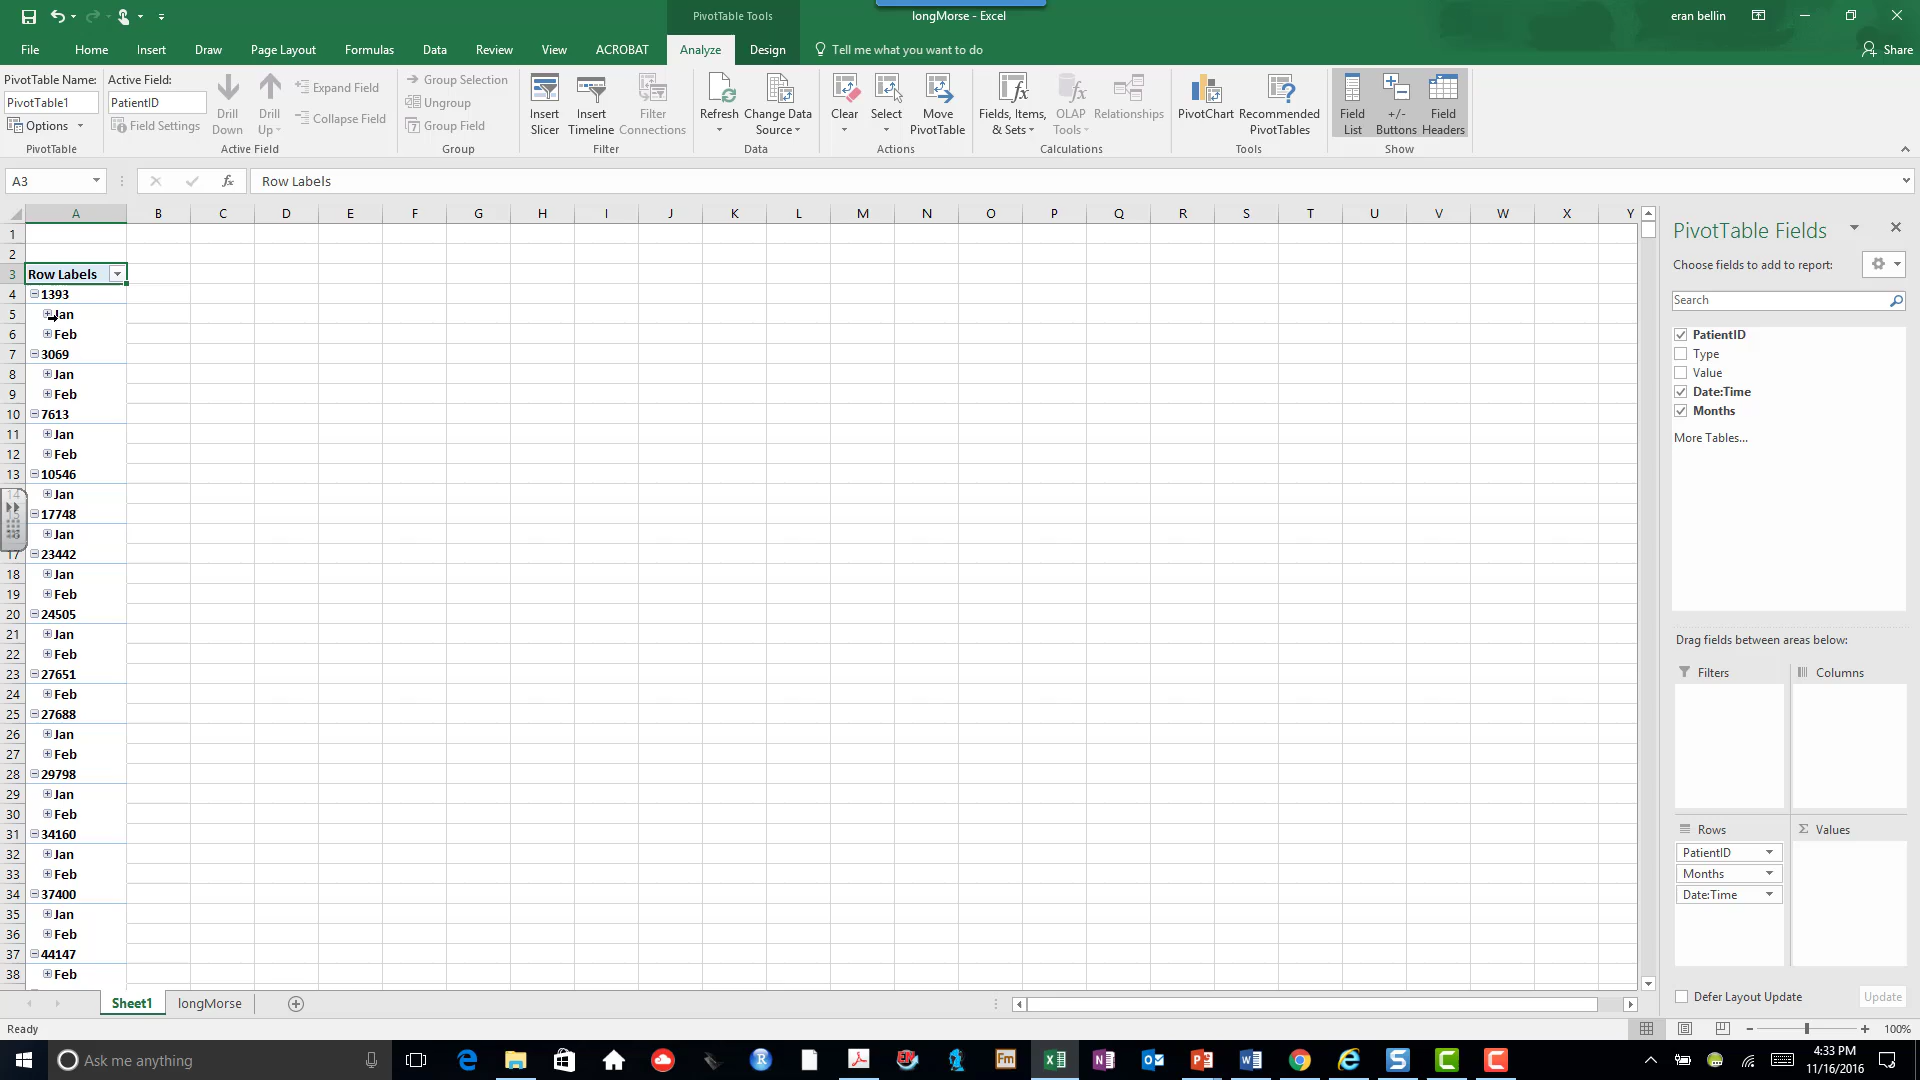 PivotTable Tools
longMorse - Excel
eran bellin
File Home Insert Draw Page Layout Formulas Data Review View ACROBAT Analyze Design Tell me what you want to do
Share
PivotTable Name:
PivotTable1
Options
PivotTable
Active Field:
PatientID
Field Settings
Drill Down
Drill Up
Expand Field
Collapse Field
Active Field
Group Selection
Ungroup
Group Field
Group
Insert Slicer
Insert Timeline
Filter Connections
Filter
Refresh
Change Data Source
Data
Clear
Select
Move PivotTable
Actions
Fields, Items, & Sets
OLAP Tools
Relationships
Calculations
PivotChart
Recommended PivotTables
Tools
Field List
+/- Buttons
Field Headers
Show
A3
fx
Row Labels
A B C D E F G H I J K L M N O P Q R S T U V W X Y
1
2
3 Row Labels
4 1393
5 Jan
6 Feb
7 3069
8 Jan
9 Feb
10 7613
11 Jan
12 Feb
13 10546
14 Jan
15 17748
16 Jan
17 23442
18 Jan
19 Feb
20 24505
21 Jan
22 Feb
23 27651
24 Feb
25 27688
26 Jan
27 Feb
28 29798
29 Jan
30 Feb
31 34160
32 Jan
33 Feb
34 37400
35 Jan
36 Feb
37 44147
38 Feb
PivotTable Fields
Choose fields to add to report:
Search
PatientID
Type
Value
Date:Time
Months
More Tables...
Drag fields between areas below:
Filters
Columns
Rows
Values
PatientID
Months
Date:Time
Defer Layout Update
Update
Sheet1 longMorse
Ready
100%
Ask me anything
4:33 PM
11/16/2016